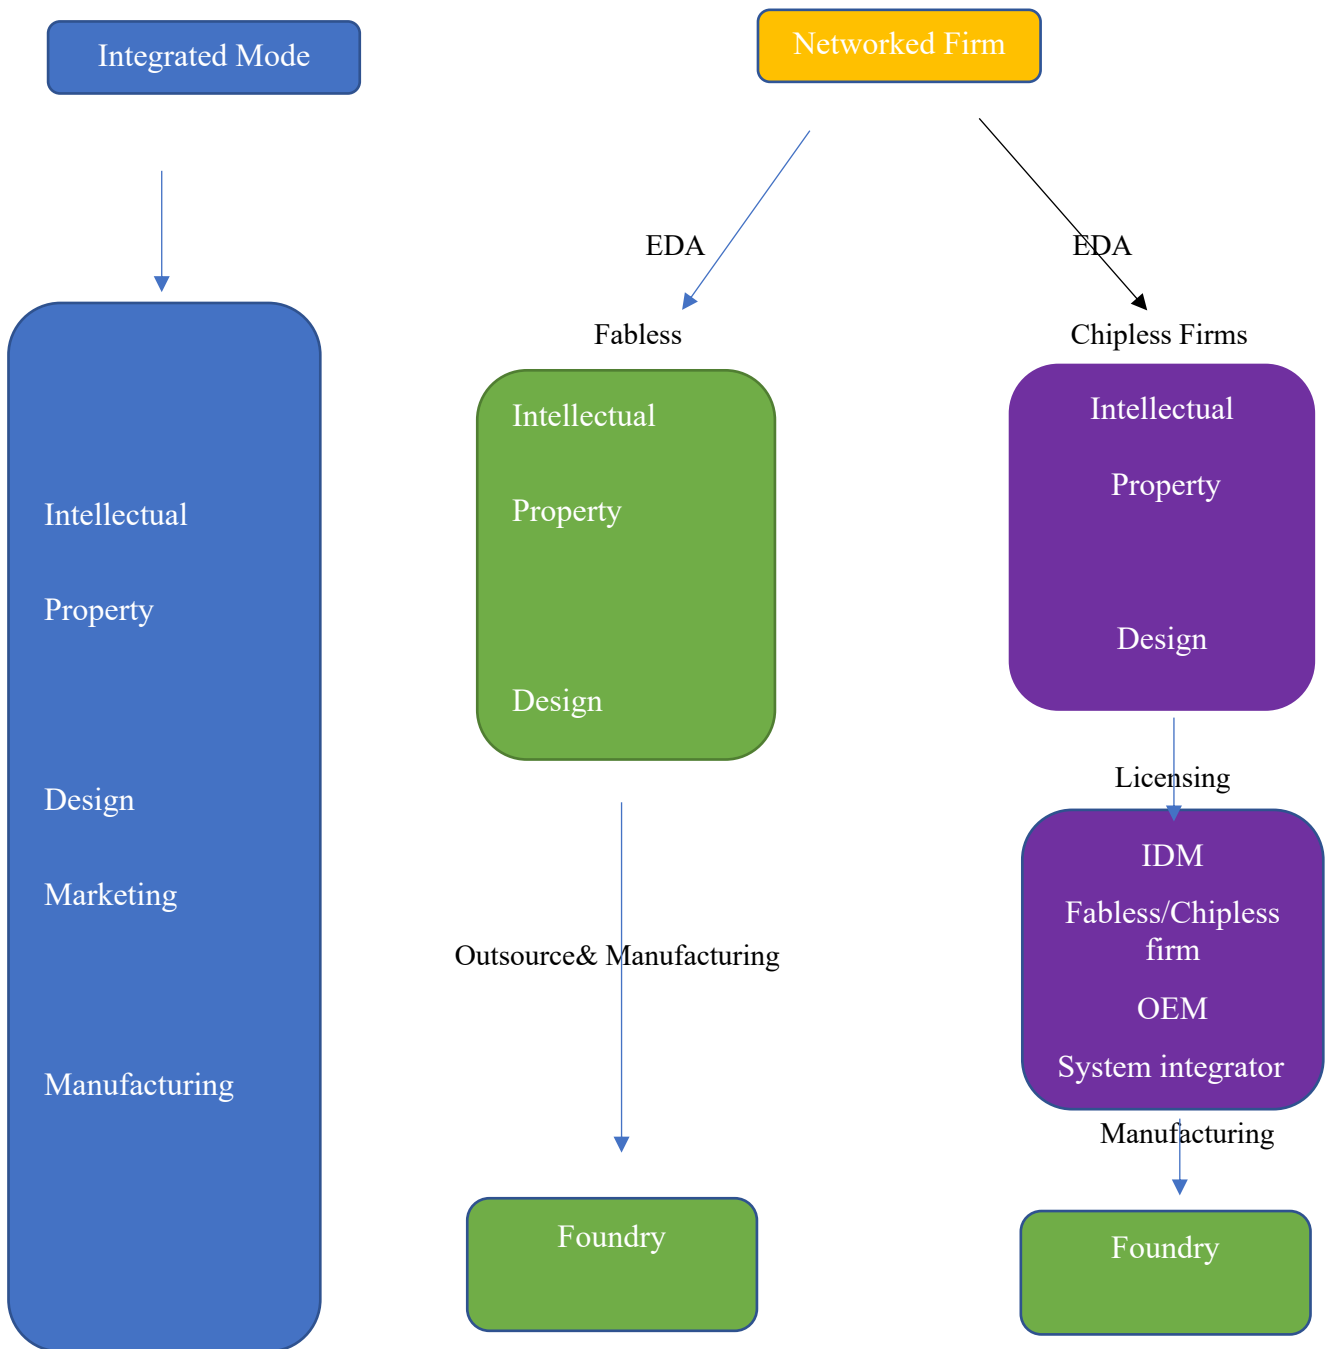 Integrated Mode
Intellectual
Property
Design
Marketing
Manufacturing
Networked Firm
EDA
EDA
Fabless
Intellectual
Property
Design
Outsource& Manufacturing
Foundry
Chipless Firms
Intellectual
Property
Design
Licensing
IDM
Fabless/Chipless
firm
OEM
System integrator
Manufacturing
Foundry